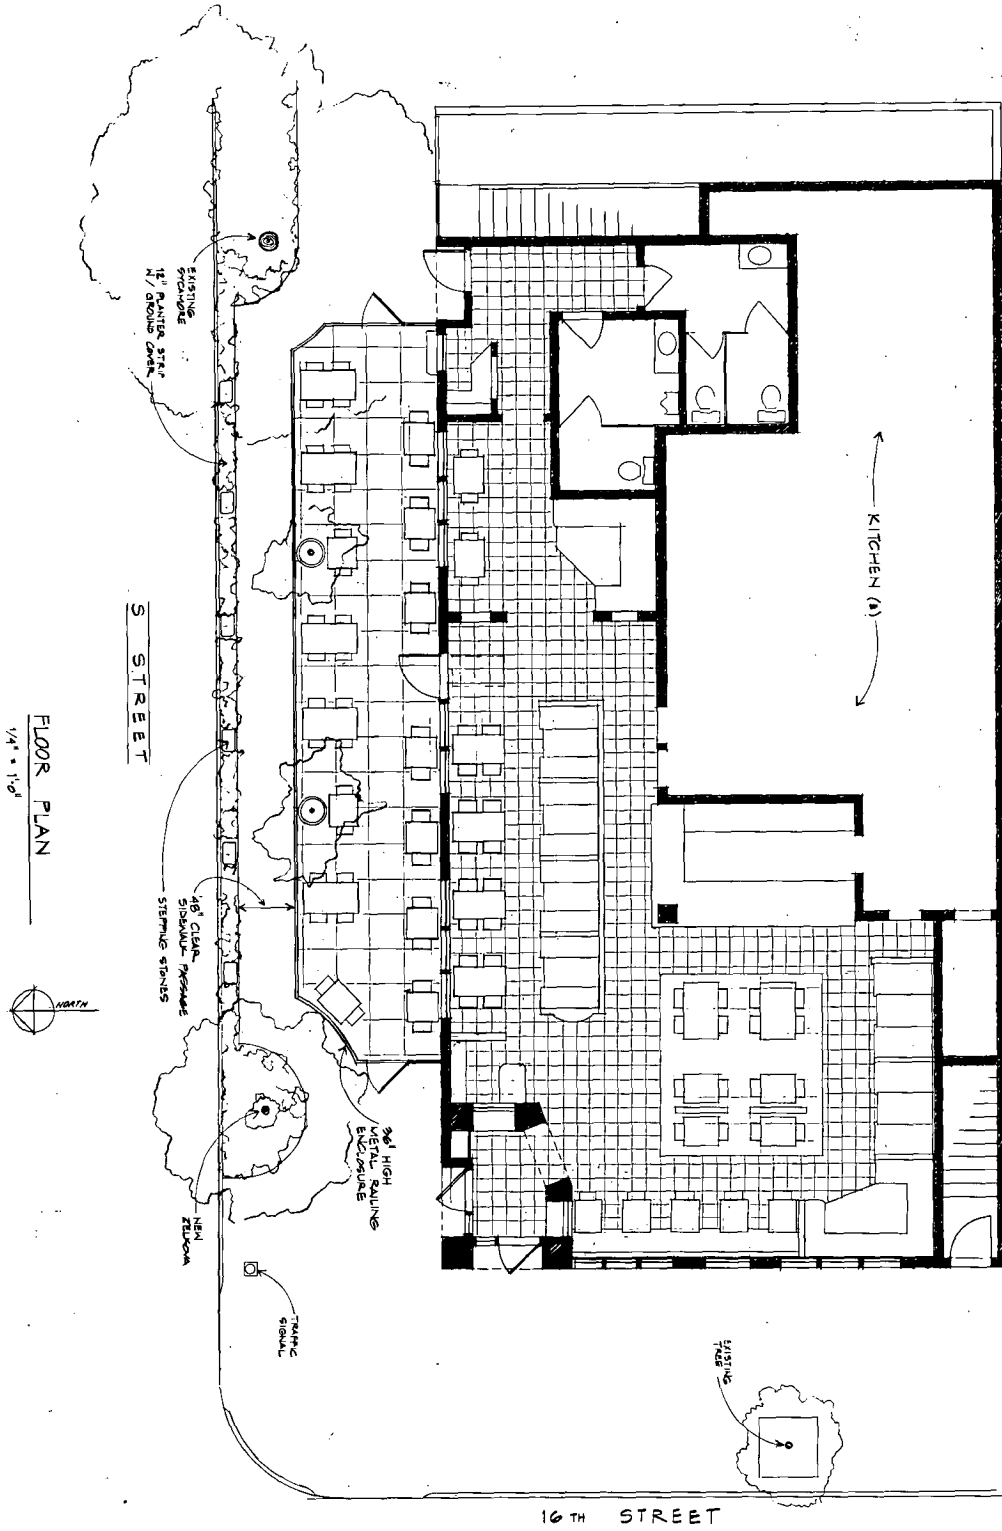 EXISTING
SYCAMORE
12" PLANTER STRIP
W/ GROUND COVER
KITCHEN
S STREET
FLOOR PLAN
1/4" = 1'0"
48" CLEAR
SIDEWALK PASSAGE
STEPPING STONES
NORTH
36" HIGH
METAL RAILING
ENCLOSURE
NEW
ZELKOVA
TRAFFIC
SIGNAL
EXISTING
TREE
16TH STREET